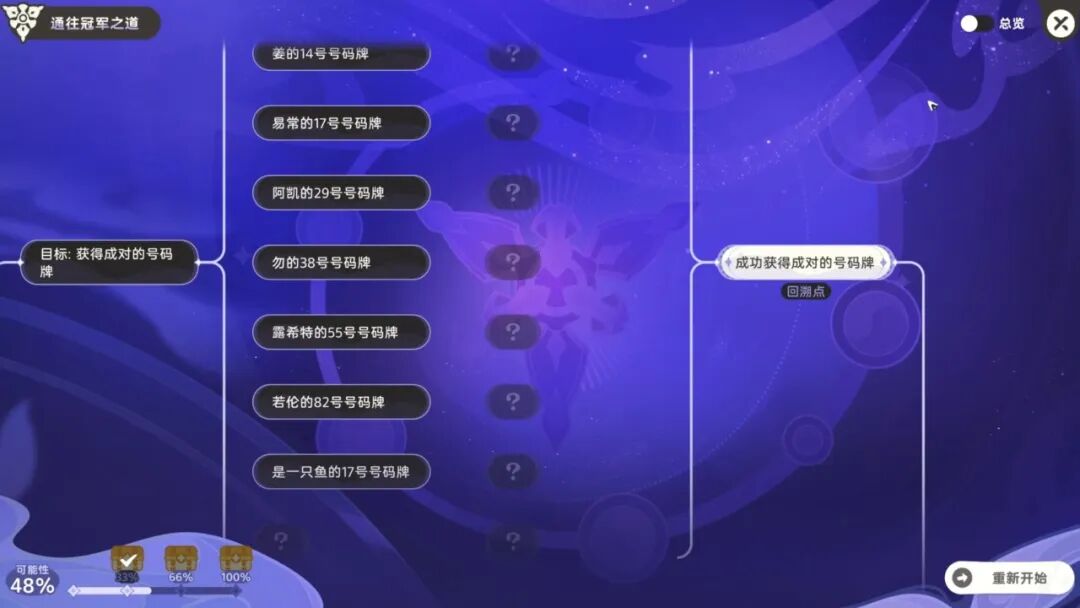 通往冠军之道
总览
姜的14号号码牌
?
易常的17号号码牌
?
阿凯的29号号码牌
?
目标: 获得成对的号码
牌
勿的38号号码牌
?
成功获得成对的号码牌
回溯点
露希特的55号号码牌
?
若伦的82号号码牌
?
是一只鱼的17号号码牌
?
?
?
可能性
48%
33%
66%
100%
重新开始